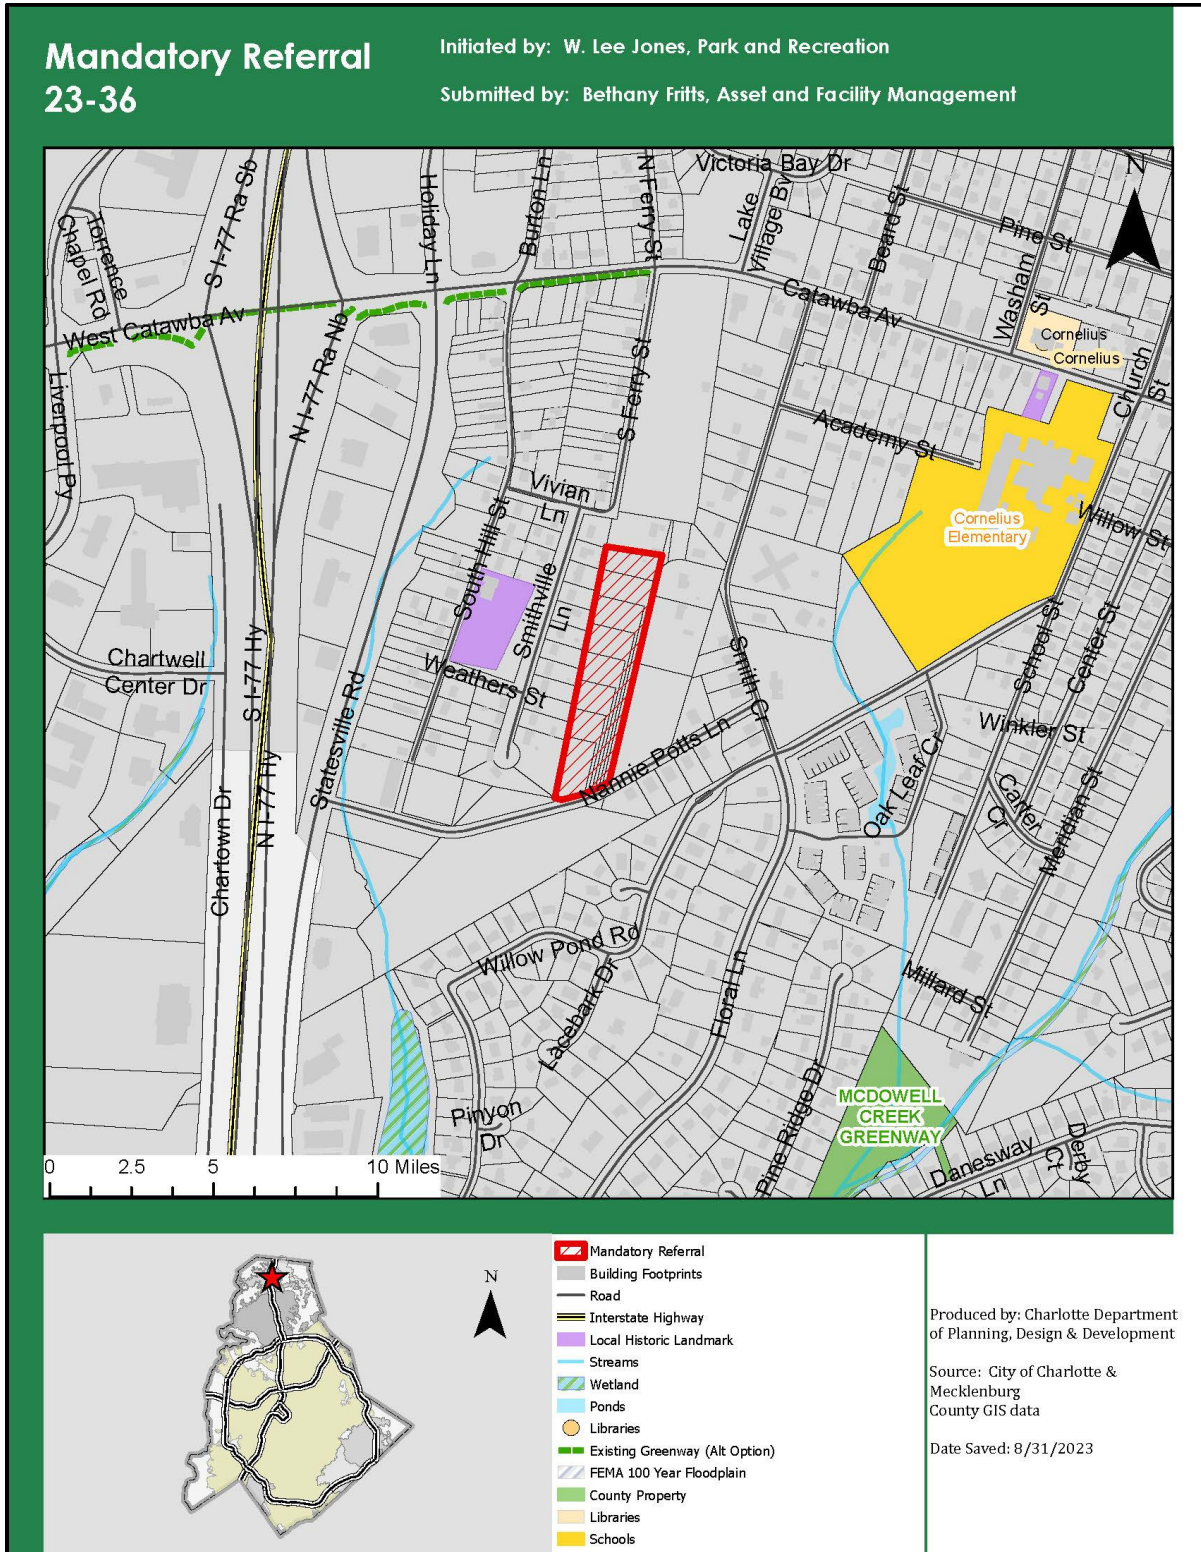 Mandatory Referral
23-36
Initiated by: W. Lee Jones, Park and Recreation
Submitted by: Bethany Fritts, Asset and Facility Management
Victoria Bay Dr
N
S I-77 Ra Sb
Holiday Ln
Burton Ln
N Ferry St
Lake
Village Bv
Beard St
Pine St
Torrence
Chapel Rd
Washam
St
West Catawba Av
Catawba Av
Cornelius
Cornelius
Church
St
N I-77 Ra Nb
Liverpool Py
S Ferry St
Academy St
Vivian
Ln
Cornelius
Elementary
Willow St
South Hill St
Smithville
Ln
Weathers St
Chartwell
Center Dr
S I-77 Hy
Statesville Rd
Smith Cr
School St
Center St
Winkler St
Nannie Potts Ln
N I-77 Hy
Chartown Dr
Oak Leaf Cr
Carter
Cr
Meridian St
Willow Pond Rd
Lacebark Dr
Floral Ln
Millard St
Pinyon
Dr
Pine Ridge Dr
MCDOWELL
CREEK
GREENWAY
Danesway
Ln
Derby
Ct
0 2.5 5 10 Miles
N
Mandatory Referral
Building Footprints
Road
Interstate Highway
Local Historic Landmark
Streams
Wetland
Ponds
Libraries
Existing Greenway (Alt Option)
FEMA 100 Year Floodplain
County Property
Libraries
Schools
Produced by: Charlotte Department
of Planning, Design & Development
Source: City of Charlotte &
Mecklenburg
County GIS data
Date Saved: 8/31/2023